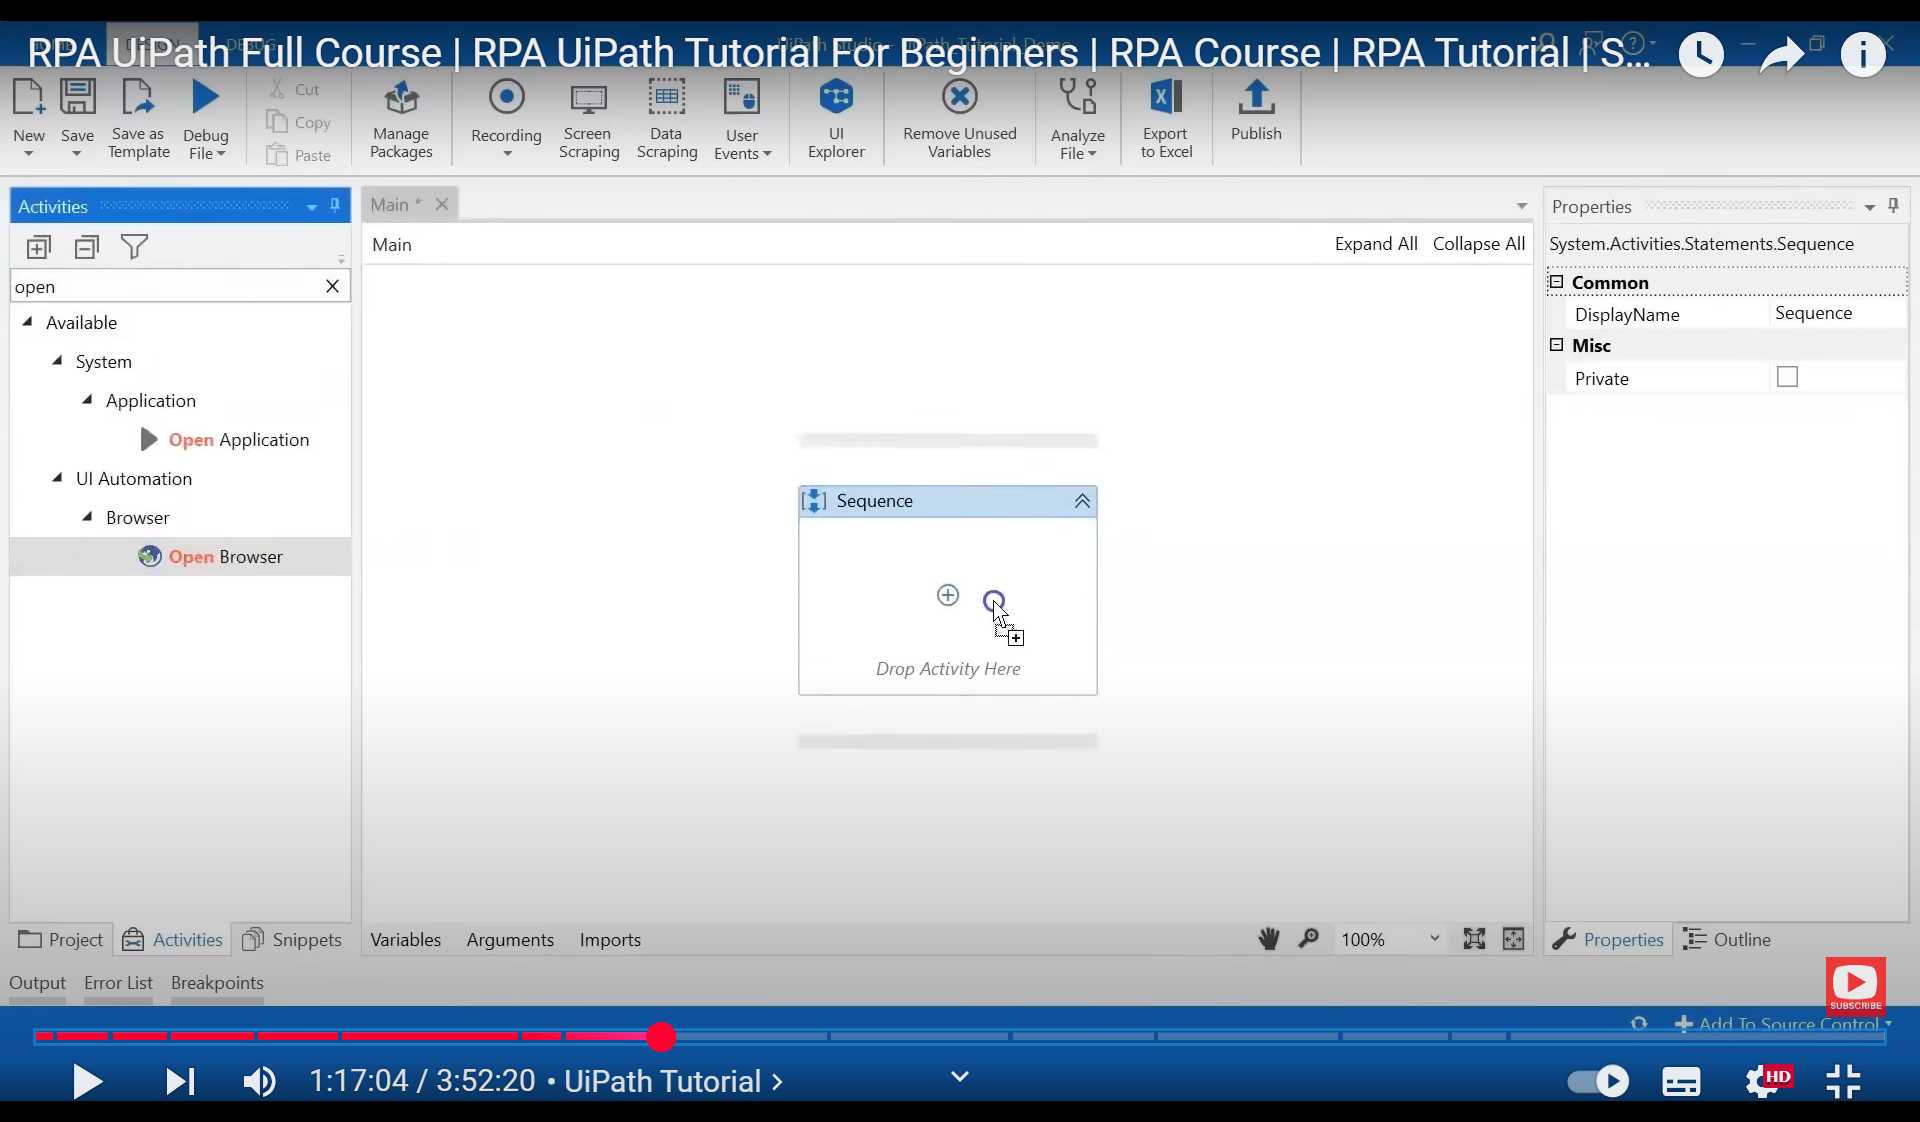 RPA UiPath Full Course | RPA UiPath Tutorial For Beginners | RPA Course | RPA Tutorial | S...
New
Save
Save as Template
Debug File
Cut
Copy
Paste
Manage Packages
Recording
Screen Scraping
Data Scraping
User Events
UI Explorer
Remove Unused Variables
Analyze File
Export to Excel
Publish
Activities
open
Available
System
Application
Open Application
UI Automation
Browser
Open Browser
Main *
Main
Expand All Collapse All
Sequence
Drop Activity Here
Properties
System.Activities.Statements.Sequence
Common
DisplayName Sequence
Misc
Private
Project Activities Snippets
Variables Arguments Imports
100%
Properties Outline
Output Error List Breakpoints
SUBSCRIBE
Add To Source Control
1:17:04 / 3:52:20 • UiPath Tutorial >
HD